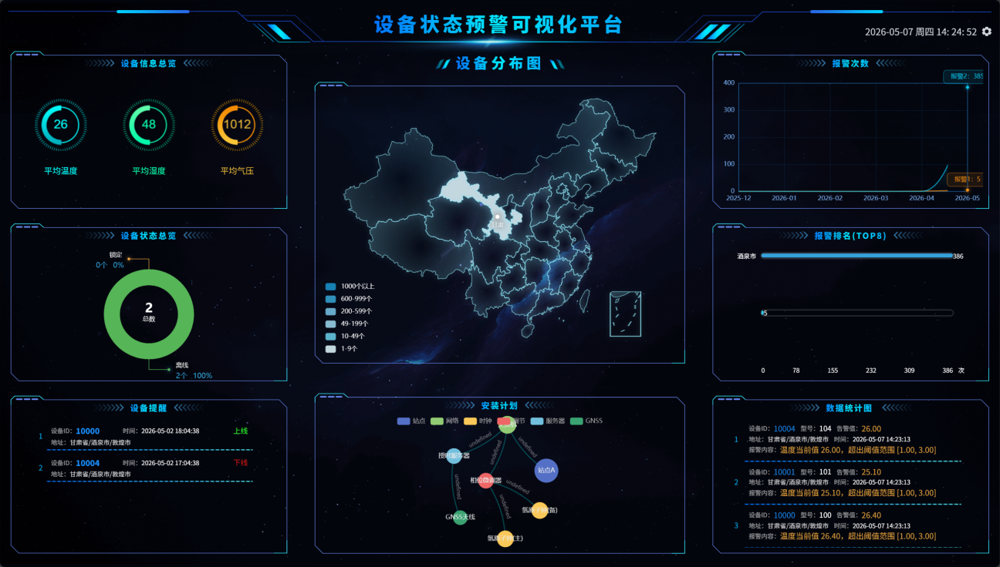 设备状态预警可视化平台
2026-05-07 周四 14:24:52
设备信息总览
26
48
1012
平均温度
平均湿度
平均气压
设备状态总览
锁定
0个 0%
2
总数
离线
2个 100%
设备提醒
1
设备ID: 10000 时间: 2026-05-02 18:04:38 上线
地址: 甘肃省/酒泉市/敦煌市
2
设备ID: 10004 时间: 2026-05-02 17:04:38 下线
地址: 甘肃省/酒泉市/敦煌市
设备分布图
甘肃
1000个以上
600-999个
200-599个
49-199个
10-49个
1-9个
安装计划
站点 网络 时钟 调节 服务器 GNSS
undefined
undefined
undefined
授时服务器
站点A
相位微调器
undefined
undefined
undefined
GNSS天线
报警次数
报警2: 385
400
300
200
100
0
报警1: 5
2025-12 2026-01 2026-02 2026-03 2026-04 2026-05
报警排名(TOP8)
酒泉市 386
5
0 78 155 232 309 386 次
数据统计图
1
设备ID: 10004 型号: 104 告警值: 26.00
地址: 甘肃省/酒泉市/敦煌市 时间: 2026-05-07 14:23:13
报警内容: 温度当前值 26.00, 超出阈值范围 [1.00, 3.00]
2
设备ID: 10001 型号: 101 告警值: 25.10
地址: 甘肃省/酒泉市/敦煌市 时间: 2026-05-07 14:23:13
报警内容: 温度当前值 25.10, 超出阈值范围 [1.00, 3.00]
3
设备ID: 10000 型号: 100 告警值: 26.40
地址: 甘肃省/酒泉市/敦煌市 时间: 2026-05-07 14:23:13
报警内容: 温度当前值 26.40, 超出阈值范围 [1.00, 3.00]